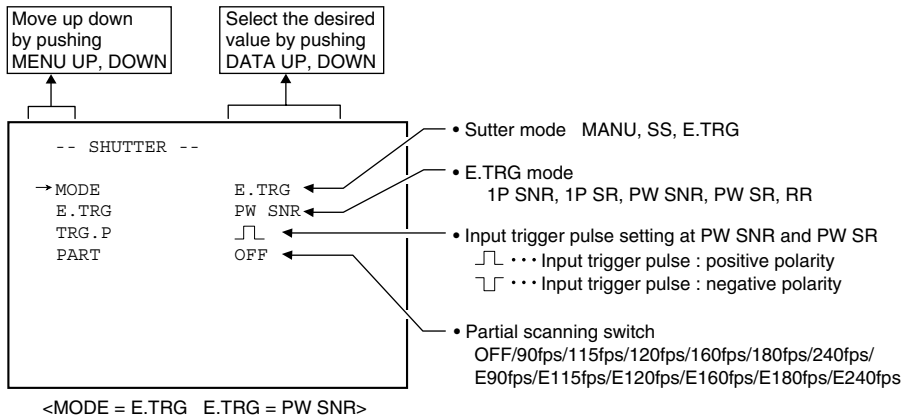 Move up down
by pushing
MENU UP, DOWN
Select the desired
value by pushing
DATA UP, DOWN
-- SHUTTER --
→MODE E.TRG
E.TRG PW SNR
TRG.P
PART OFF
• Sutter mode MANU, SS, E.TRG
• E.TRG mode
1P SNR, 1P SR, PW SNR, PW SR, RR
• Input trigger pulse setting at PW SNR and PW SR
··· Input trigger pulse : positive polarity
··· Input trigger pulse : negative polarity
• Partial scanning switch
OFF/90fps/115fps/120fps/160fps/180fps/240fps/
E90fps/E115fps/E120fps/E160fps/E180fps/E240fps
<MODE = E.TRG E.TRG = PW SNR>